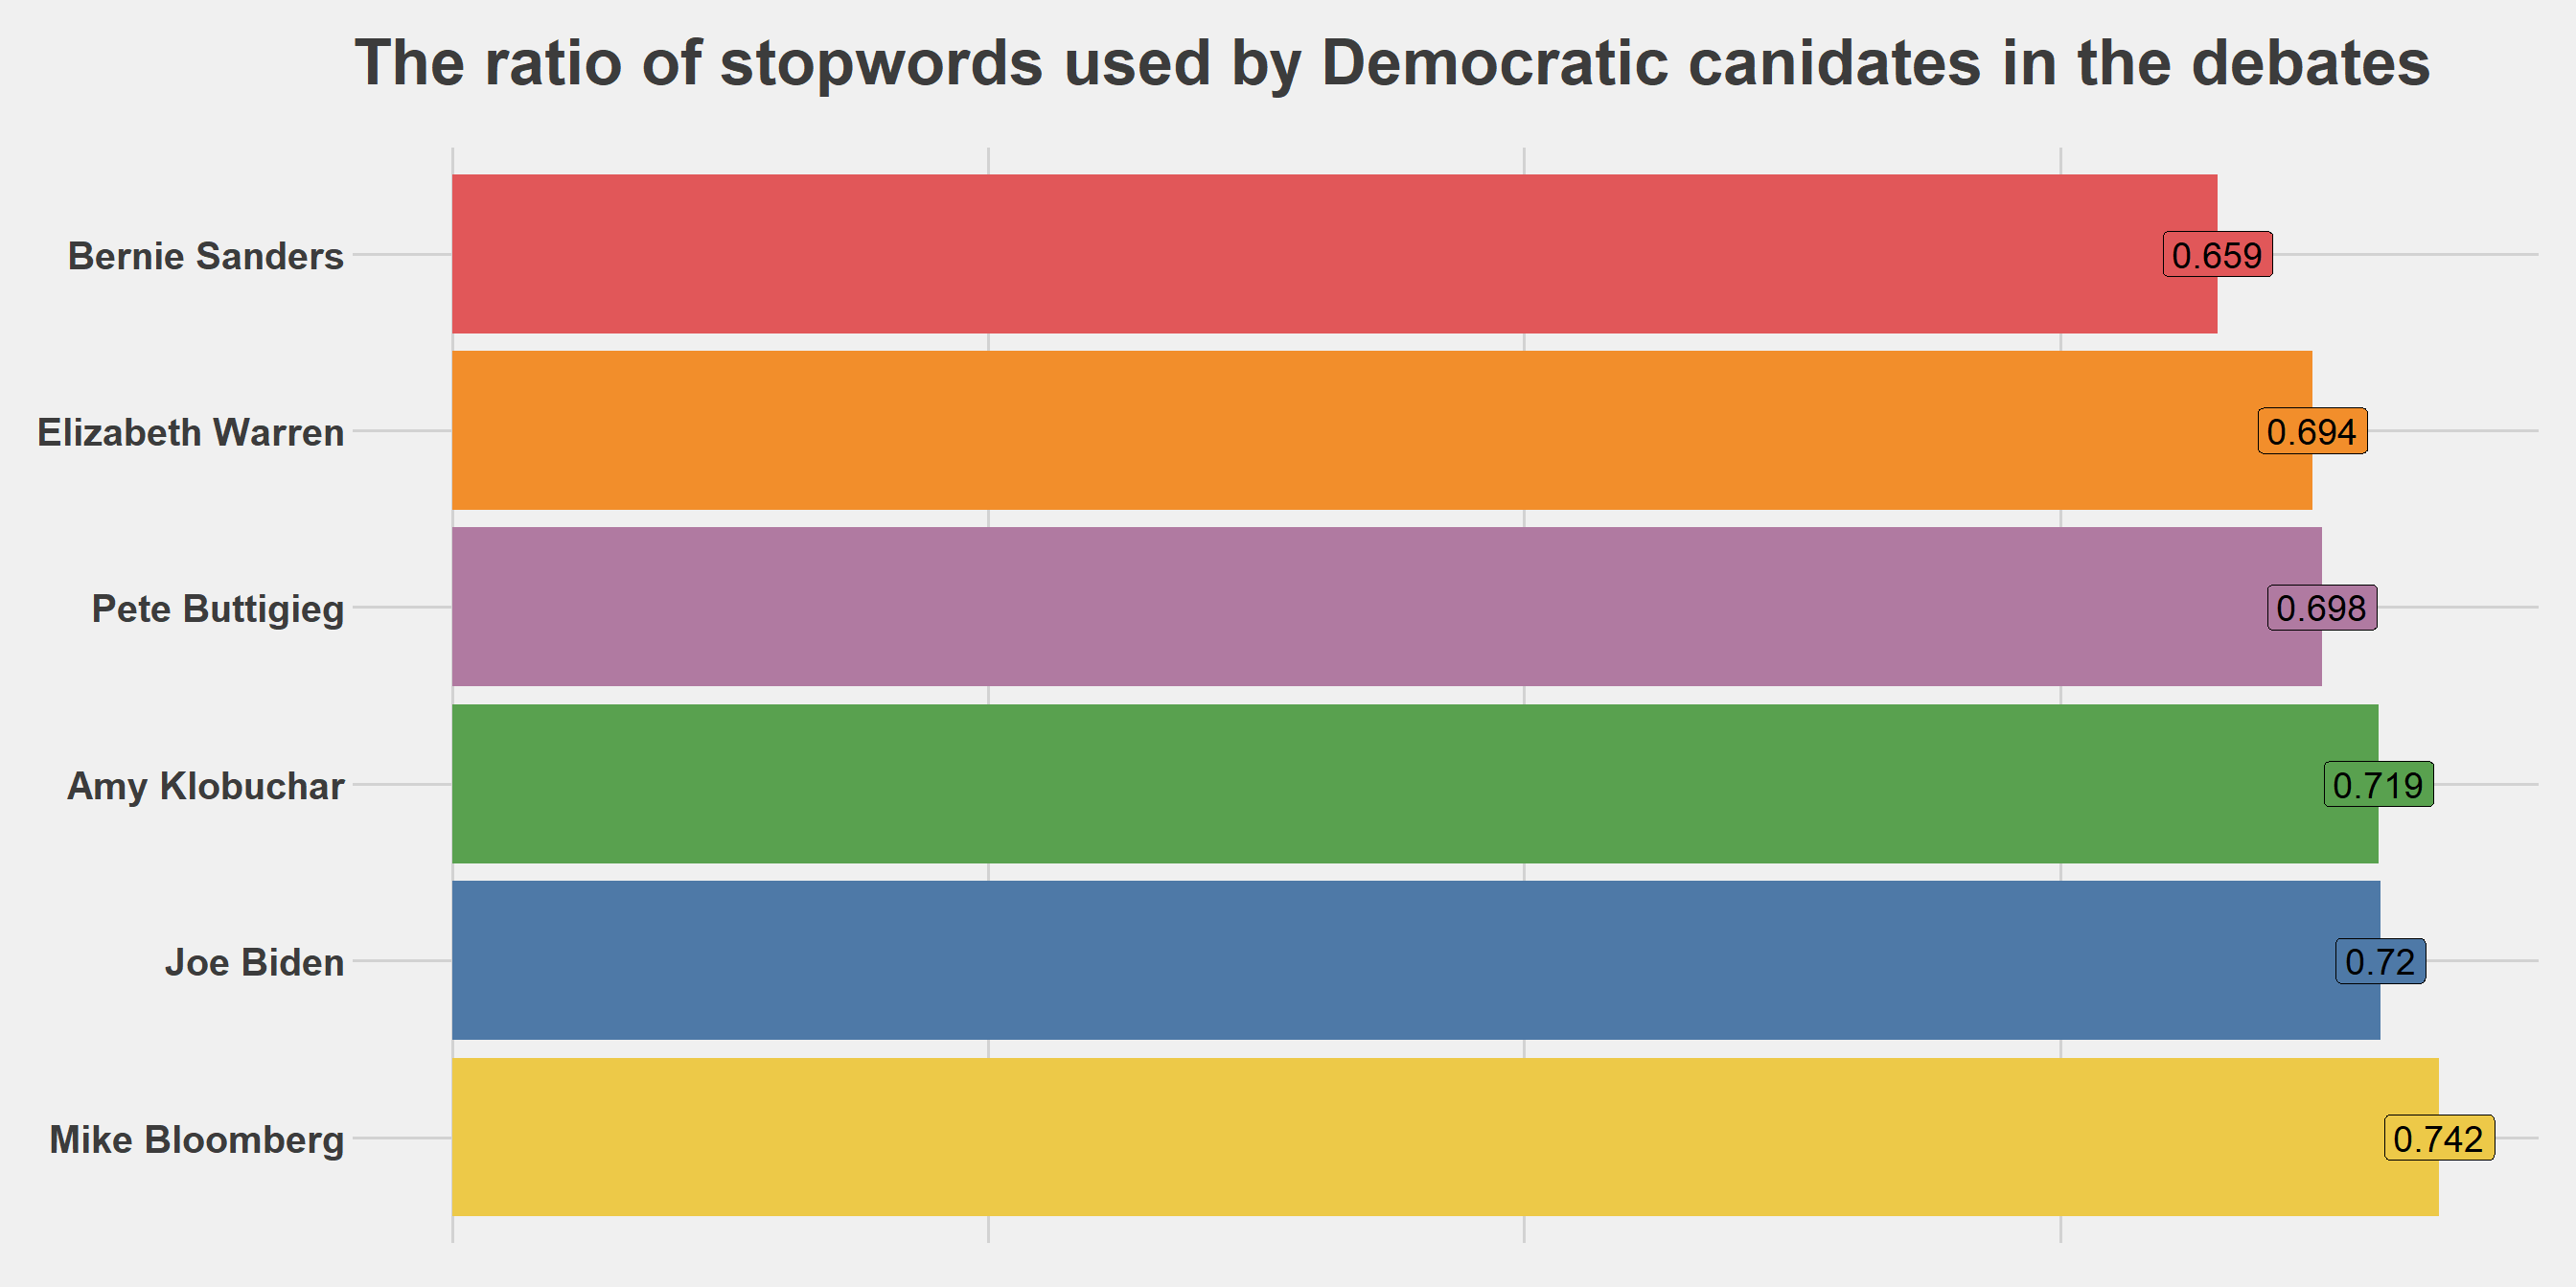 The ratio of stopwords used by Democratic canidates in the debates
Bernie Sanders 0.659
Elizabeth Warren 0.694
Pete Buttigieg 0.698
Amy Klobuchar 0.719
Joe Biden 0.72
Mike Bloomberg 0.742